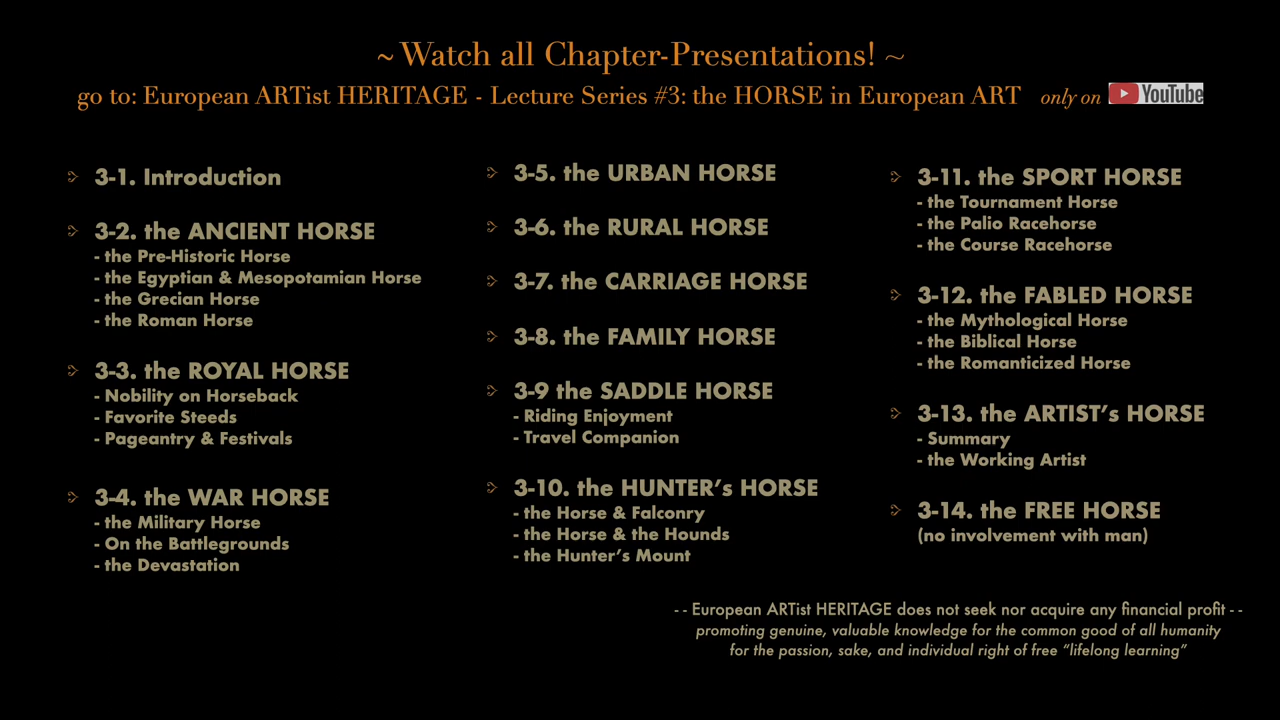 ~ Watch all Chapter-Presentations! ~
go to: European ARTist HERITAGE - Lecture Series #3: the HORSE in European ART only on YouTube
3-1. Introduction
3-2. the ANCIENT HORSE
- the Pre-Historic Horse
- the Egyptian & Mesopotamian Horse
- the Grecian Horse
- the Roman Horse
3-3. the ROYAL HORSE
- Nobility on Horseback
- Favorite Steeds
- Pageantry & Festivals
3-4. the WAR HORSE
- the Military Horse
- On the Battlegrounds
- the Devastation
3-5. the URBAN HORSE
3-6. the RURAL HORSE
3-7. the CARRIAGE HORSE
3-8. the FAMILY HORSE
3-9 the SADDLE HORSE
- Riding Enjoyment
- Travel Companion
3-10. the HUNTER's HORSE
- the Horse & Falconry
- the Horse & the Hounds
- the Hunter's Mount
3-11. the SPORT HORSE
- the Tournament Horse
- the Palio Racehorse
- the Course Racehorse
3-12. the FABLED HORSE
- the Mythological Horse
- the Biblical Horse
- the Romanticized Horse
3-13. the ARTIST's HORSE
- Summary
- the Working Artist
3-14. the FREE HORSE
(no involvement with man)
- - European ARTist HERITAGE does not seek nor acquire any financial profit - -
promoting genuine, valuable knowledge for the common good of all humanity
for the passion, sake, and individual right of free “lifelong learning”